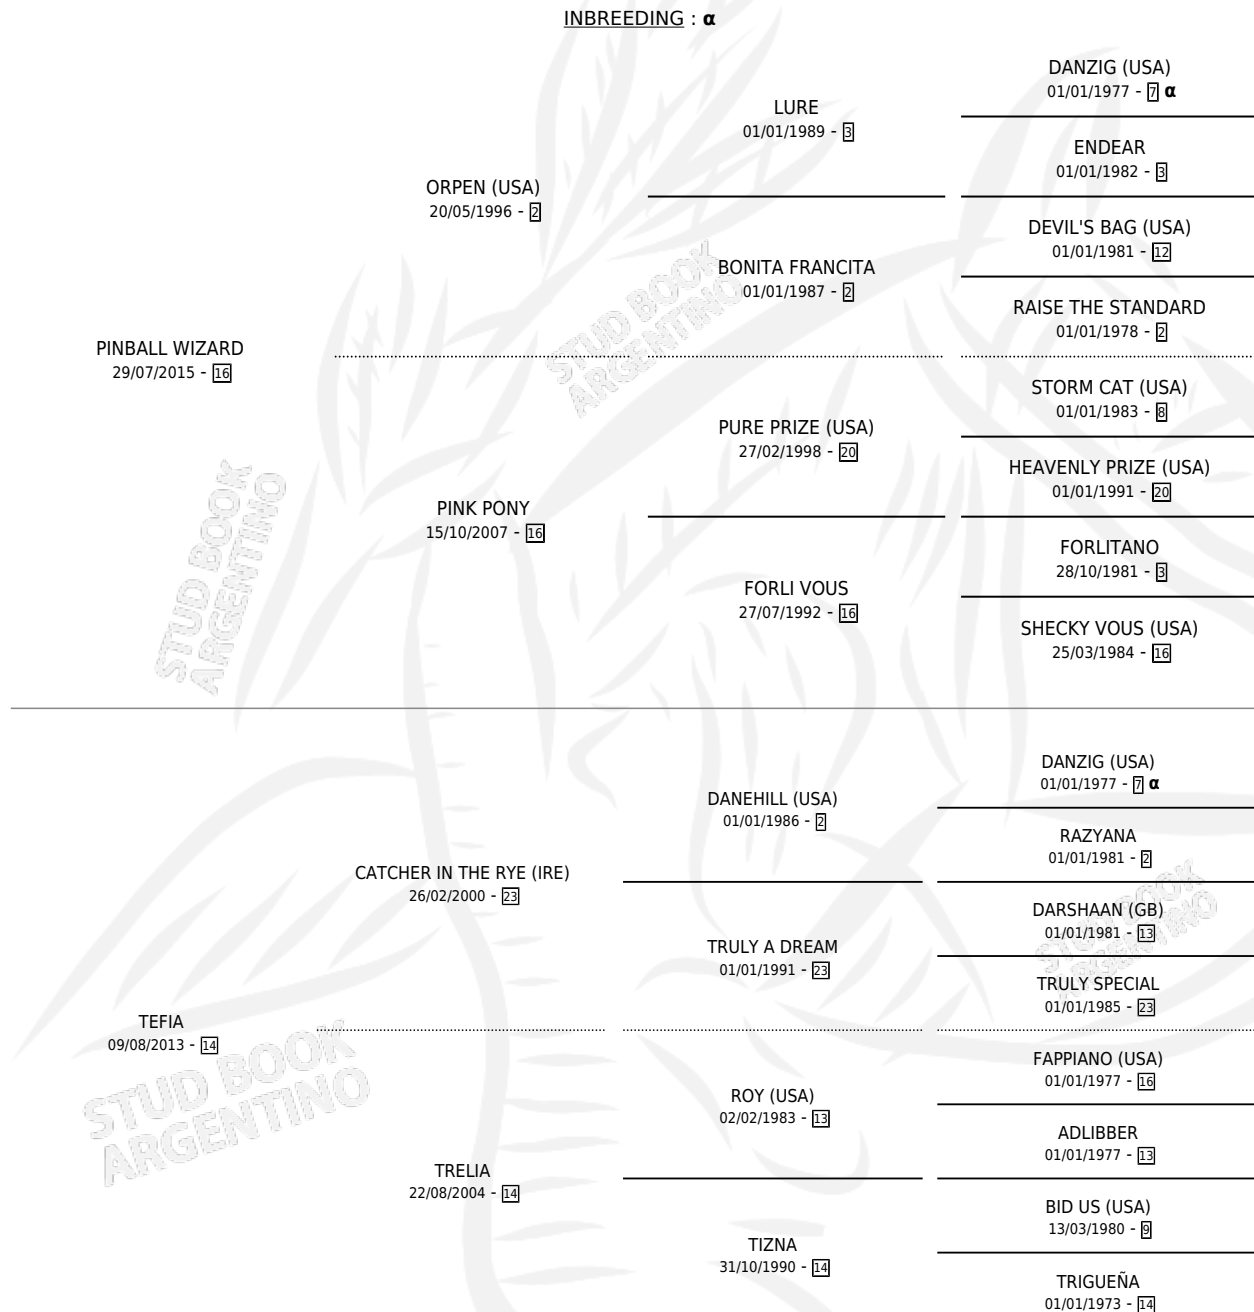 INBREEDING : α
DANZIG (USA)
01/01/1977 - 7 α
LURE
01/01/1989 - 3
ENDEAR
01/01/1982 - 3
ORPEN (USA)
20/05/1996 - 2
DEVIL'S BAG (USA)
01/01/1981 - 12
BONITA FRANCITA
01/01/1987 - 2
RAISE THE STANDARD
01/01/1978 - 2
PINBALL WIZARD
29/07/2015 - 16
STORM CAT (USA)
01/01/1983 - 8
PURE PRIZE (USA)
27/02/1998 - 20
HEAVENLY PRIZE (USA)
01/01/1991 - 20
PINK PONY
15/10/2007 - 16
FORLITANO
28/10/1981 - 3
FORLI VOUS
27/07/1992 - 16
SHECKY VOUS (USA)
25/03/1984 - 16
DANZIG (USA)
01/01/1977 - 7 α
DANEHILL (USA)
01/01/1986 - 2
RAZYANA
01/01/1981 - 2
CATCHER IN THE RYE (IRE)
26/02/2000 - 23
DARSHAAN (GB)
01/01/1981 - 13
TRULY A DREAM
01/01/1991 - 23
TRULY SPECIAL
01/01/1985 - 23
TEFIA
09/08/2013 - 14
FAPPIANO (USA)
01/01/1977 - 16
ROY (USA)
02/02/1983 - 13
ADLIBBER
01/01/1977 - 13
TRELIA
22/08/2004 - 14
BID US (USA)
13/03/1980 - 9
TIZNA
31/10/1990 - 14
TRIGUEÑA
01/01/1973 - 14
STUD BOOK
ARGENTINO
STUD BOOK
ARGENTINO
STUD BOOK
ARGENTINO
STUD BOOK
ARGENTINO